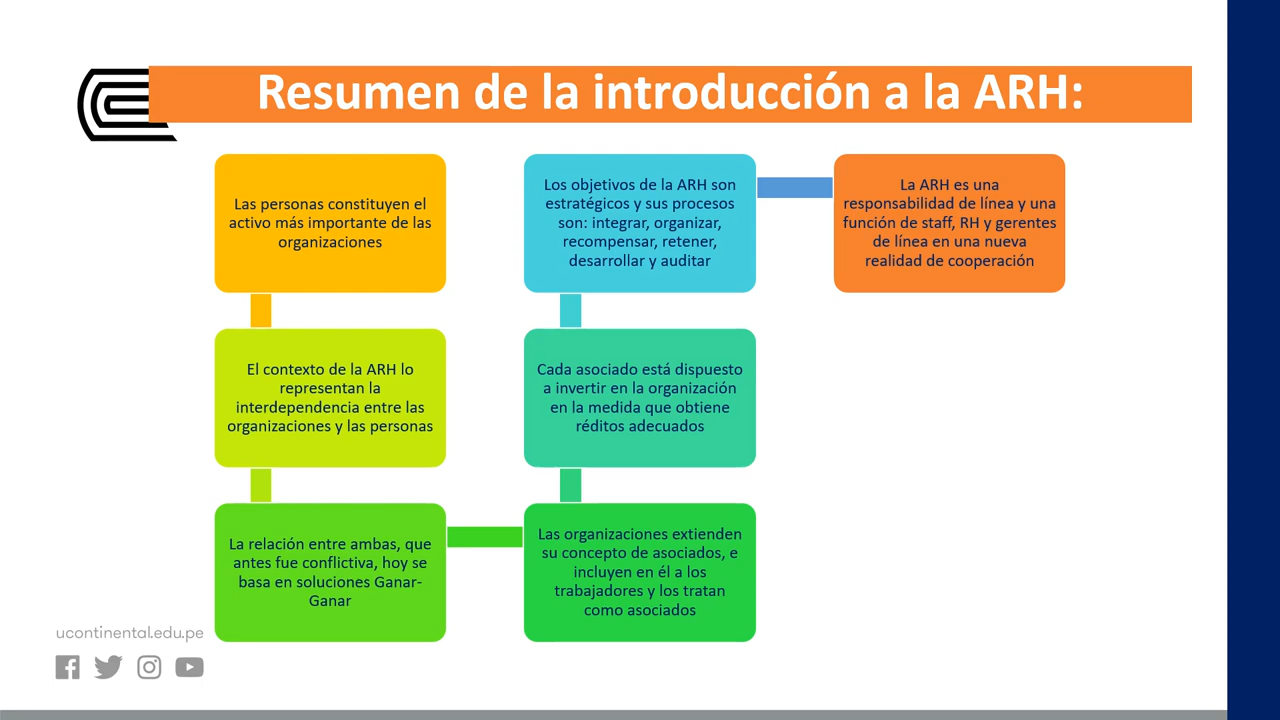 Resumen de la introducción a la ARH:
Las personas constituyen el
activo más importante de las
organizaciones
El contexto de la ARH lo
representan la
interdependencia entre las
organizaciones y las personas
La relación entre ambas, que
antes fue conflictiva, hoy se
basa en soluciones Ganar-
Ganar
Las organizaciones extienden
su concepto de asociados, e
incluyen en él a los
trabajadores y los tratan
como asociados
Cada asociado está dispuesto
a invertir en la organización
en la medida que obtiene
réditos adecuados
Los objetivos de la ARH son
estratégicos y sus procesos
son: integrar, organizar,
recompensar, retener,
desarrollar y auditar
La ARH es una
responsabilidad de línea y una
función de staff, RH y gerentes
de línea en una nueva
realidad de cooperación
ucontinental.edu.pe